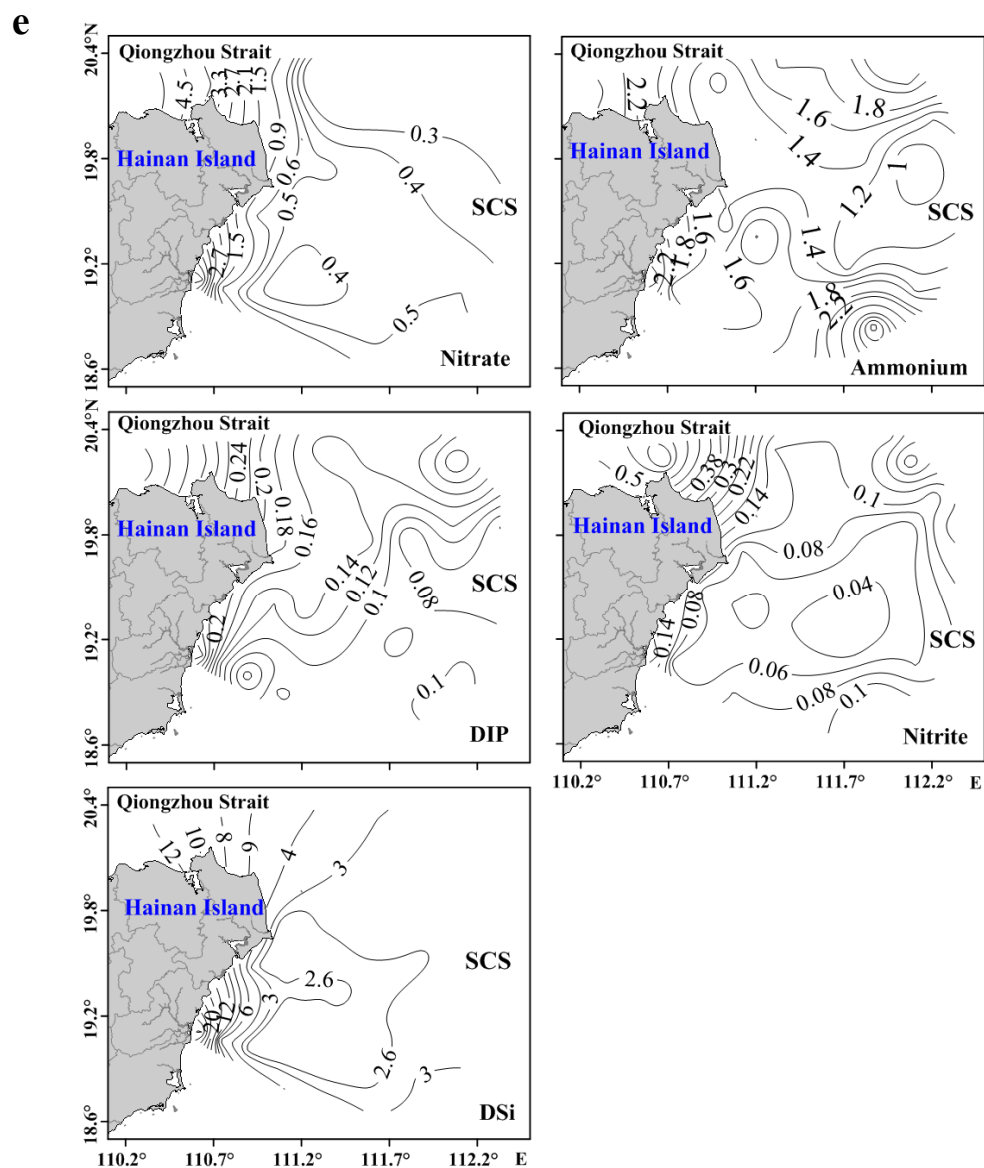 e
20.4°N
19.8°
19.2°
18.6°
Qiongzhou Strait
Hainan Island
SCS
Nitrate
4.5
3.3
2.7
2.1
1.5
0.9
0.6
0.5
0.3
0.4
2.7
1.5
0.4
0.5
Qiongzhou Strait
Hainan Island
SCS
Ammonium
2.2
1.6
1.8
1.4
1
1.2
1.6
1.8
2.2
1.4
1.6
1.8
2.2
20.4°N
19.8°
19.2°
18.6°
Qiongzhou Strait
Hainan Island
SCS
DIP
0.24
0.2
0.18
0.16
0.14
0.12
0.1
0.08
0.2
0.1
Qiongzhou Strait
Hainan Island
SCS
Nitrite
0.5
0.38
0.3
0.22
0.14
0.1
0.08
0.04
0.08
0.14
0.06
0.08
0.1
110.2° 110.7° 111.2° 111.7° 112.2° E
20.4°
19.8°
19.2°
18.6°
Qiongzhou Strait
Hainan Island
SCS
DSi
12
10
8
6
4
3
2.6
3
6
12
20
2.6
3
110.2° 110.7° 111.2° 111.7° 112.2° E